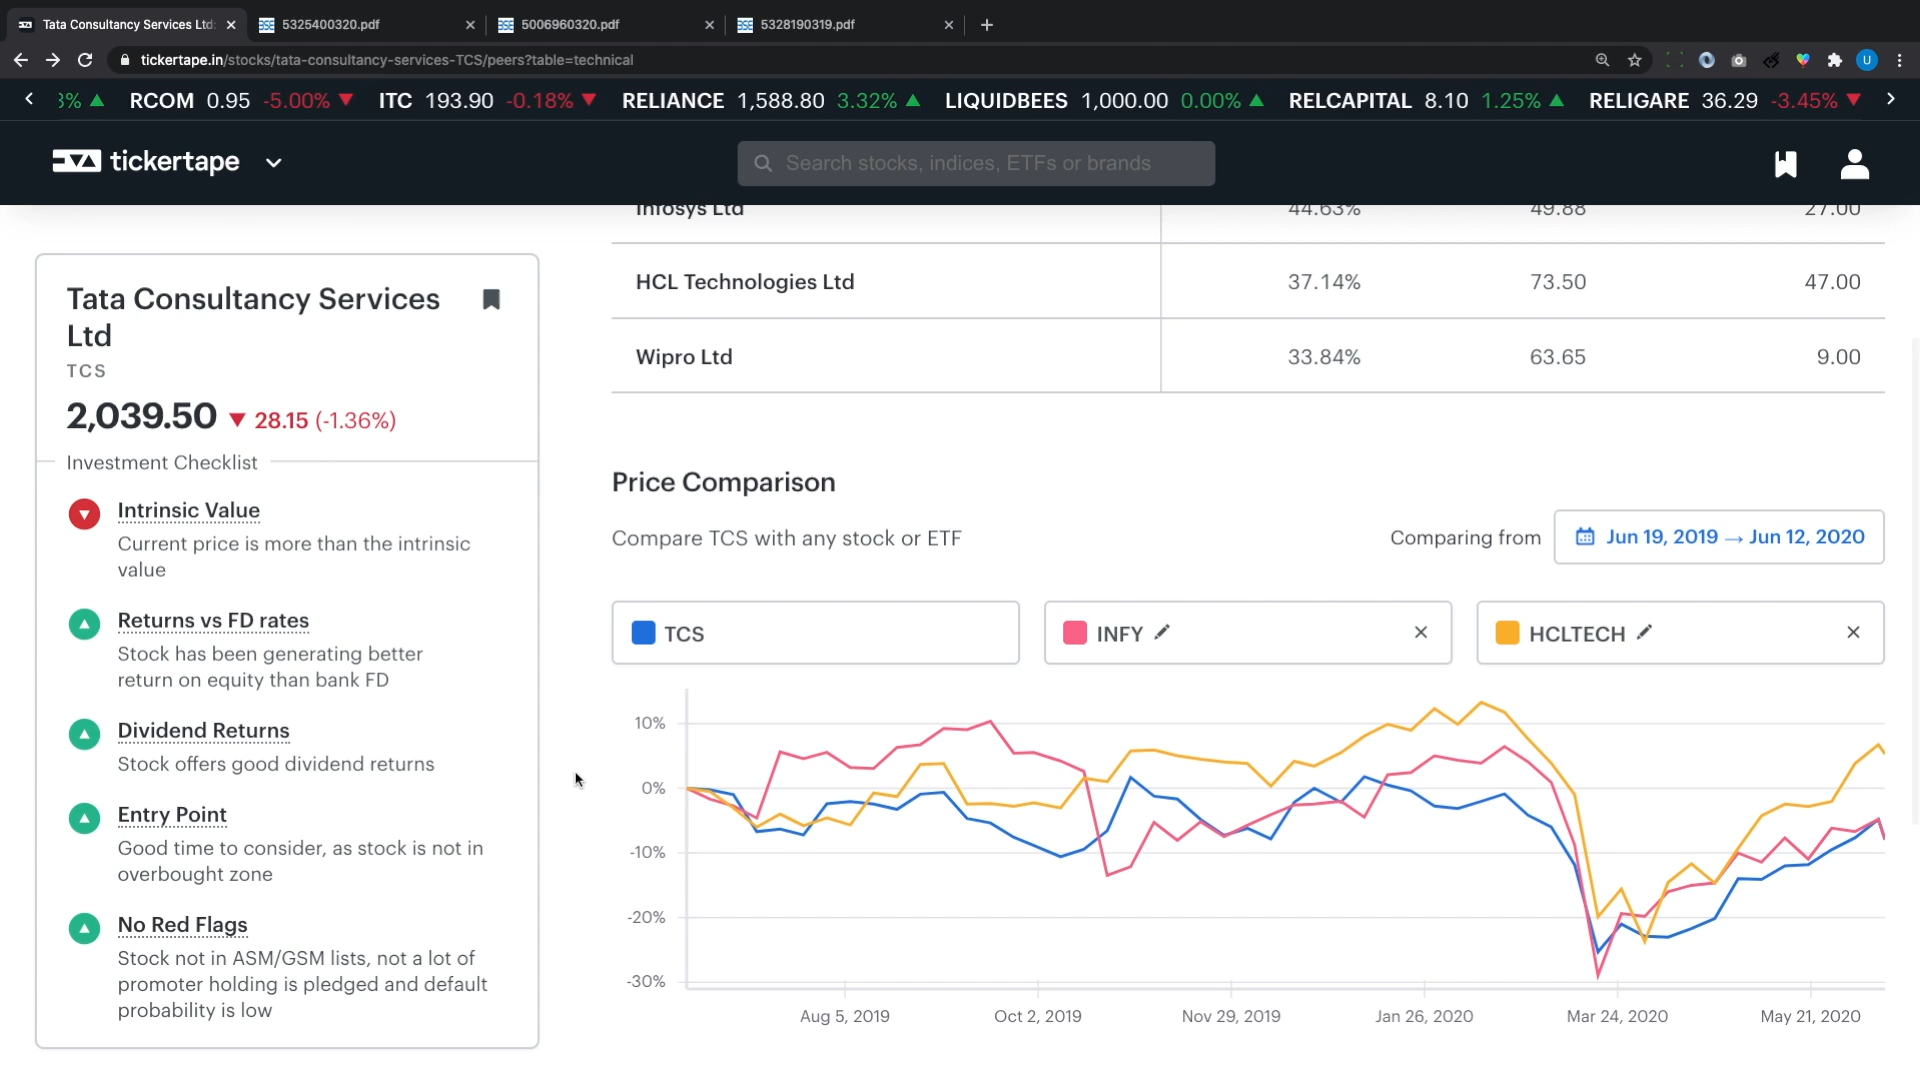 Tata Consultancy Services Ltd:
5325400320.pdf
5006960320.pdf
5328190319.pdf
tickertape.in/stocks/tata-consultancy-services-TCS/peers?table=technical
U
3% ▲ RCOM 0.95 -5.00% ▼ ITC 193.90 -0.18% ▼ RELIANCE 1,588.80 3.32% ▲ LIQUIDBEES 1,000.00 0.00% ▲ RELCAPITAL 8.10 1.25% ▲ RELIGARE 36.29 -3.45% ▼
tickertape
Search stocks, indices, ETFs or brands
Infosys Ltd 44.63% 49.88 27.00
HCL Technologies Ltd 37.14% 73.50 47.00
Wipro Ltd 33.84% 63.65 9.00
Tata Consultancy Services
Ltd
TCS
2,039.50 ▼ 28.15 (-1.36%)
Investment Checklist
Intrinsic Value
Current price is more than the intrinsic
value
Returns vs FD rates
Stock has been generating better
return on equity than bank FD
Dividend Returns
Stock offers good dividend returns
Entry Point
Good time to consider, as stock is not in
overbought zone
No Red Flags
Stock not in ASM/GSM lists, not a lot of
promoter holding is pledged and default
probability is low
Price Comparison
Compare TCS with any stock or ETF
Comparing from
Jun 19, 2019 → Jun 12, 2020
TCS
INFY
HCLTECH
10%
0%
-10%
-20%
-30%
Aug 5, 2019
Oct 2, 2019
Nov 29, 2019
Jan 26, 2020
Mar 24, 2020
May 21, 2020